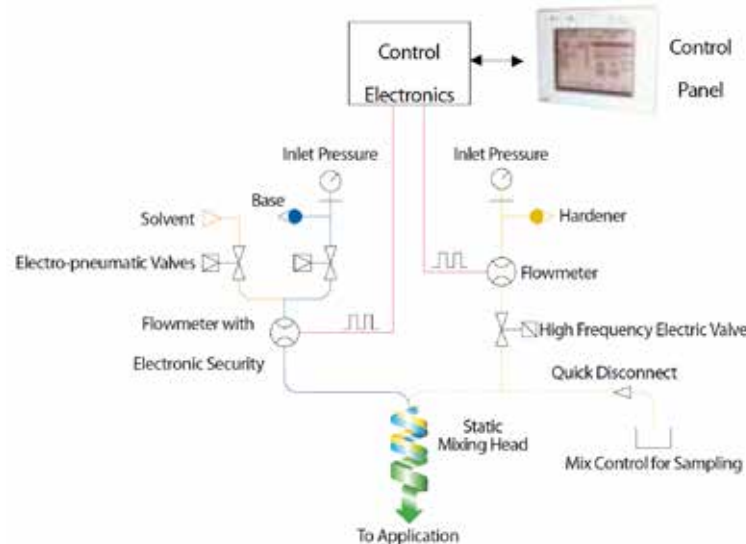 Control
Electronics
Control
Panel
Inlet Pressure
Inlet Pressure
Base
Solvent
Hardener
Electro-pneumatic Valves
Flowmeter
Flowmeter with
Electronic Security
High Frequency Electric Valve
Quick Disconnect
Static
Mixing Head
Mix Control for Sampling
To Application